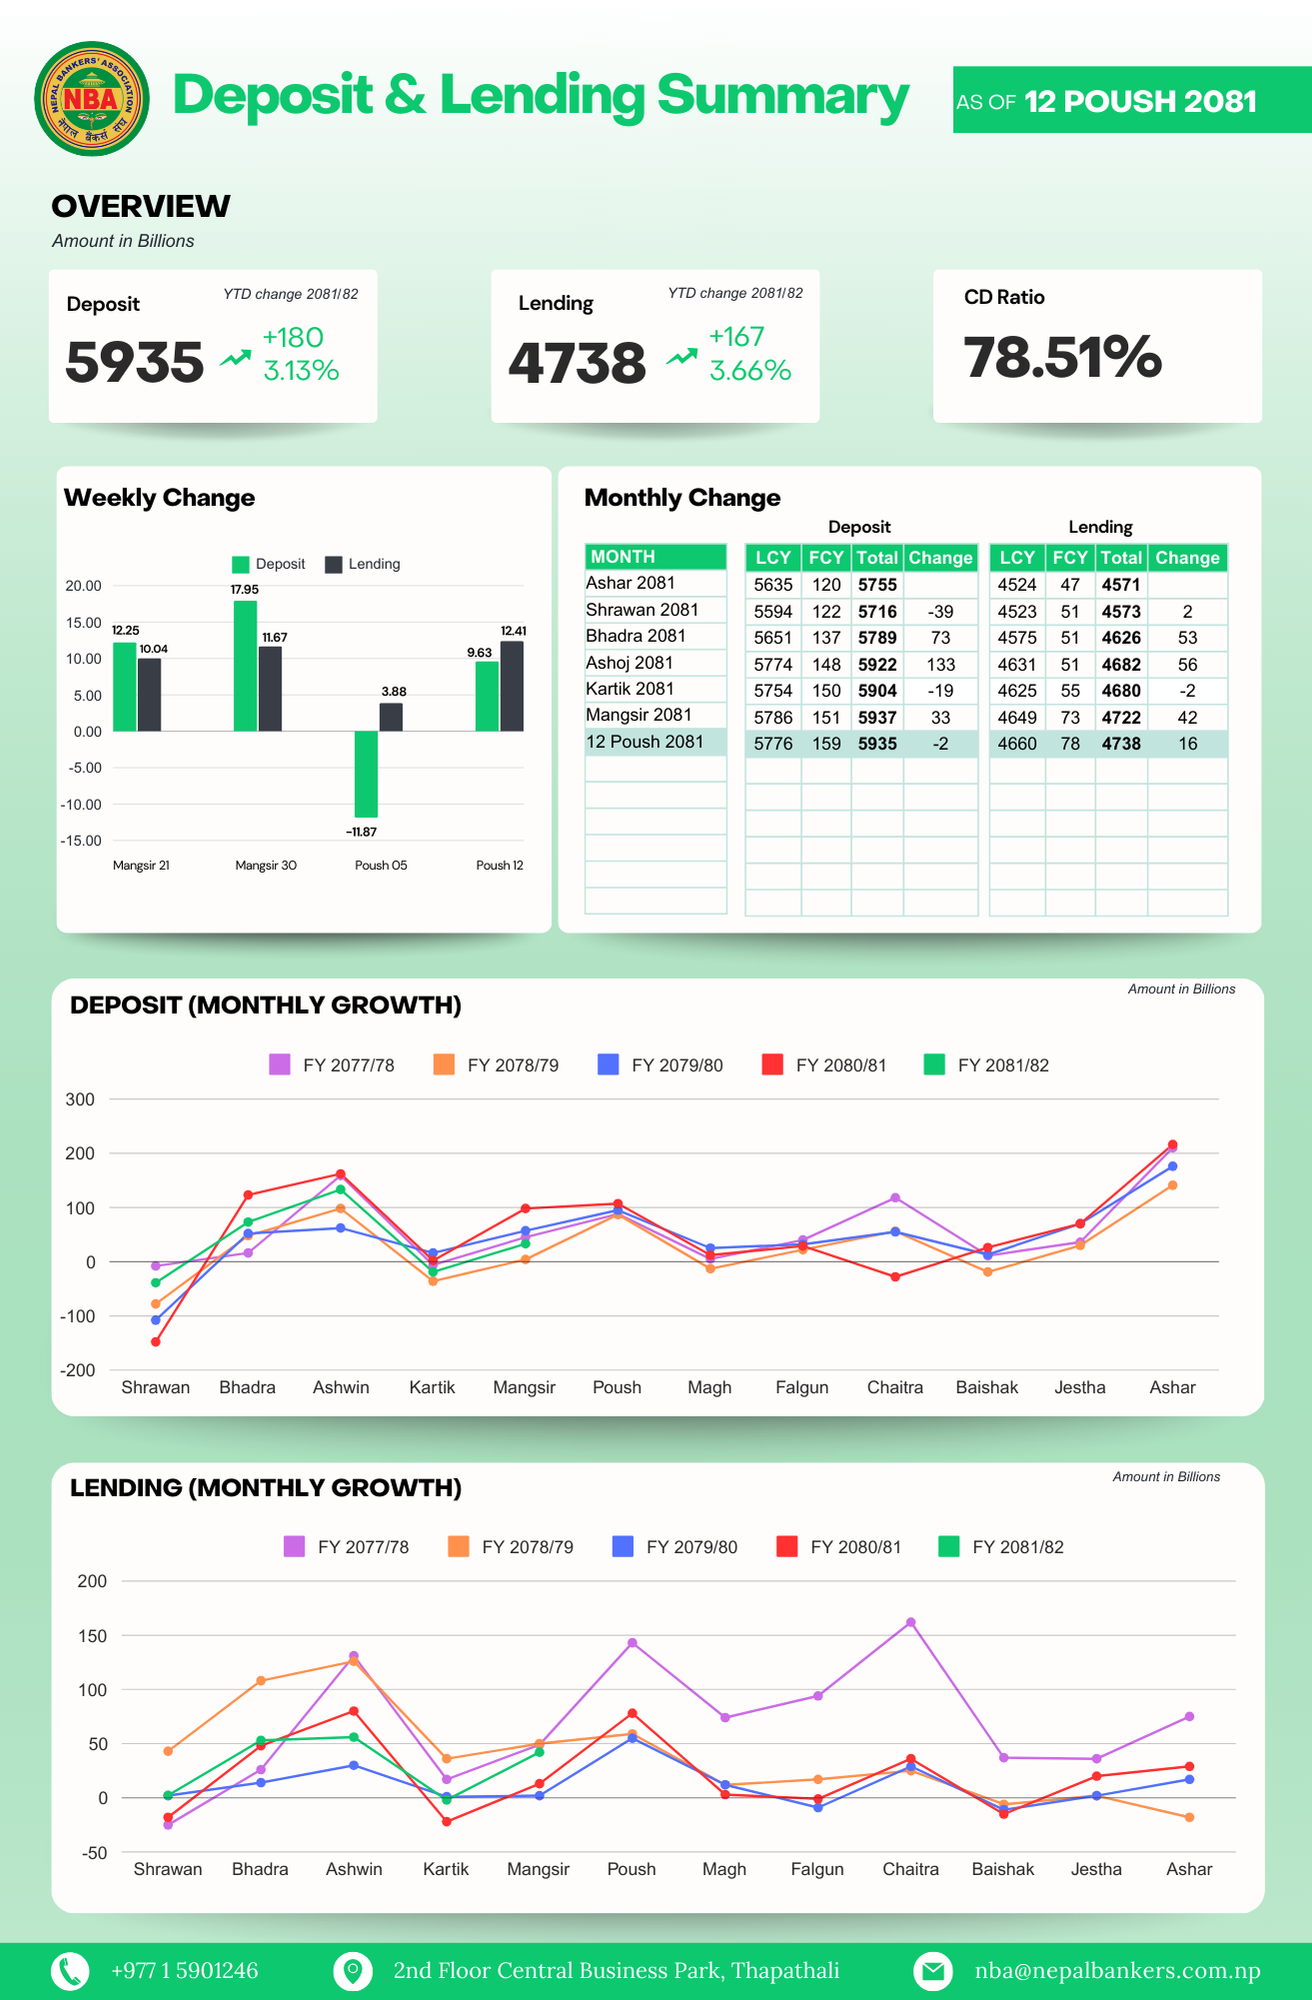 NEPAL BANKERS' ASSOCIATION
NBA
नेपाल बैंकर्स संघ
Deposit & Lending Summary
AS OF 12 POUSH 2081
OVERVIEW
Amount in Billions
Deposit
YTD change 2081/82
5935
+180
3.13%
Lending
YTD change 2081/82
4738
+167
3.66%
CD Ratio
78.51%
Weekly Change
Deposit Lending
20.00
15.00
10.00
5.00
0.00
-5.00
-10.00
-15.00
12.25
10.04
17.95
11.67
-11.87
3.88
9.63
12.41
Mangsir 21 Mangsir 30 Poush 05 Poush 12
Monthly Change
Deposit Lending
MONTH LCY FCY Total Change LCY FCY Total Change
Ashar 2081 5635 120 5755 4524 47 4571
Shrawan 2081 5594 122 5716 -39 4523 51 4573 2
Bhadra 2081 5651 137 5789 73 4575 51 4626 53
Ashoj 2081 5774 148 5922 133 4631 51 4682 56
Kartik 2081 5754 150 5904 -19 4625 55 4680 -2
Mangsir 2081 5786 151 5937 33 4649 73 4722 42
12 Poush 2081 5776 159 5935 -2 4660 78 4738 16
DEPOSIT (MONTHLY GROWTH)
Amount in Billions
FY 2077/78 FY 2078/79 FY 2079/80 FY 2080/81 FY 2081/82
300
200
100
0
-100
-200
Shrawan Bhadra Ashwin Kartik Mangsir Poush Magh Falgun Chaitra Baishak Jestha Ashar
LENDING (MONTHLY GROWTH)
Amount in Billions
FY 2077/78 FY 2078/79 FY 2079/80 FY 2080/81 FY 2081/82
200
150
100
50
0
-50
Shrawan Bhadra Ashwin Kartik Mangsir Poush Magh Falgun Chaitra Baishak Jestha Ashar
+977 1 5901246 2nd Floor Central Business Park, Thapathali nba@nepalbankers.com.np